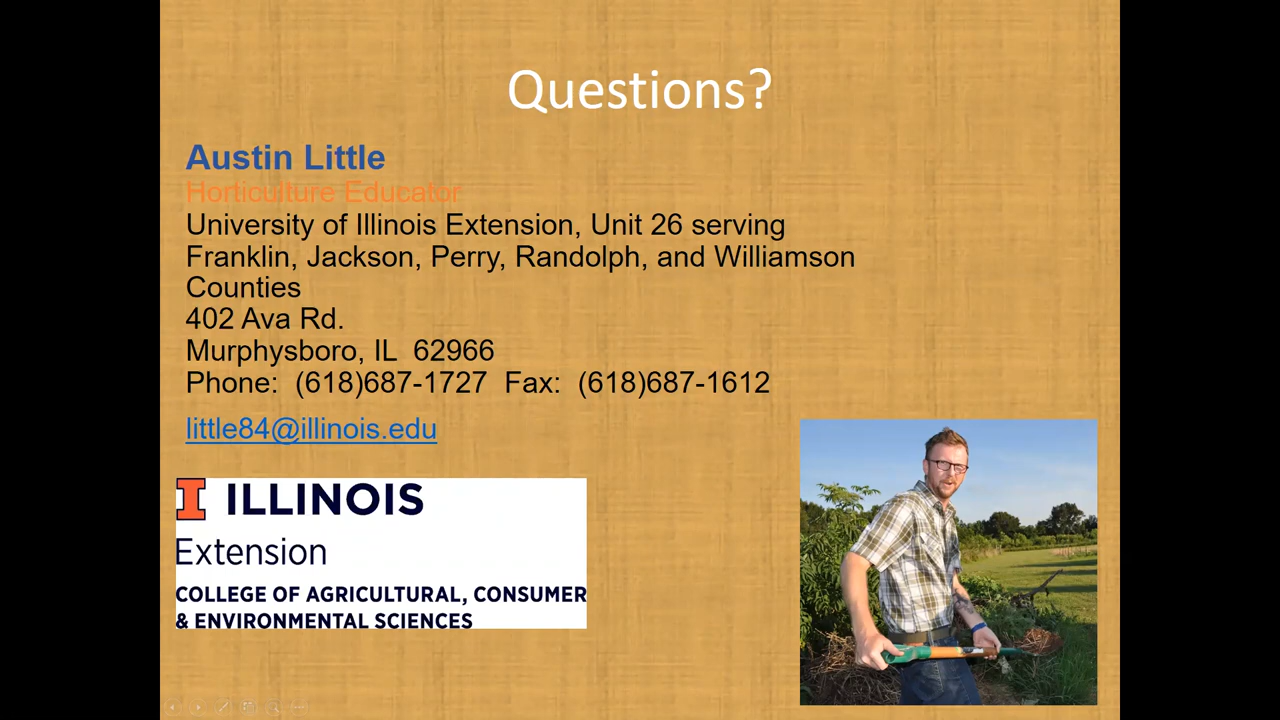 Questions?
Austin Little
Horticulture Educator
University of Illinois Extension, Unit 26 serving
Franklin, Jackson, Perry, Randolph, and Williamson
Counties
402 Ava Rd.
Murphysboro, IL  62966
Phone:  (618)687-1727  Fax:  (618)687-1612
little84@illinois.edu
I ILLINOIS
Extension
COLLEGE OF AGRICULTURAL, CONSUMER
& ENVIRONMENTAL SCIENCES